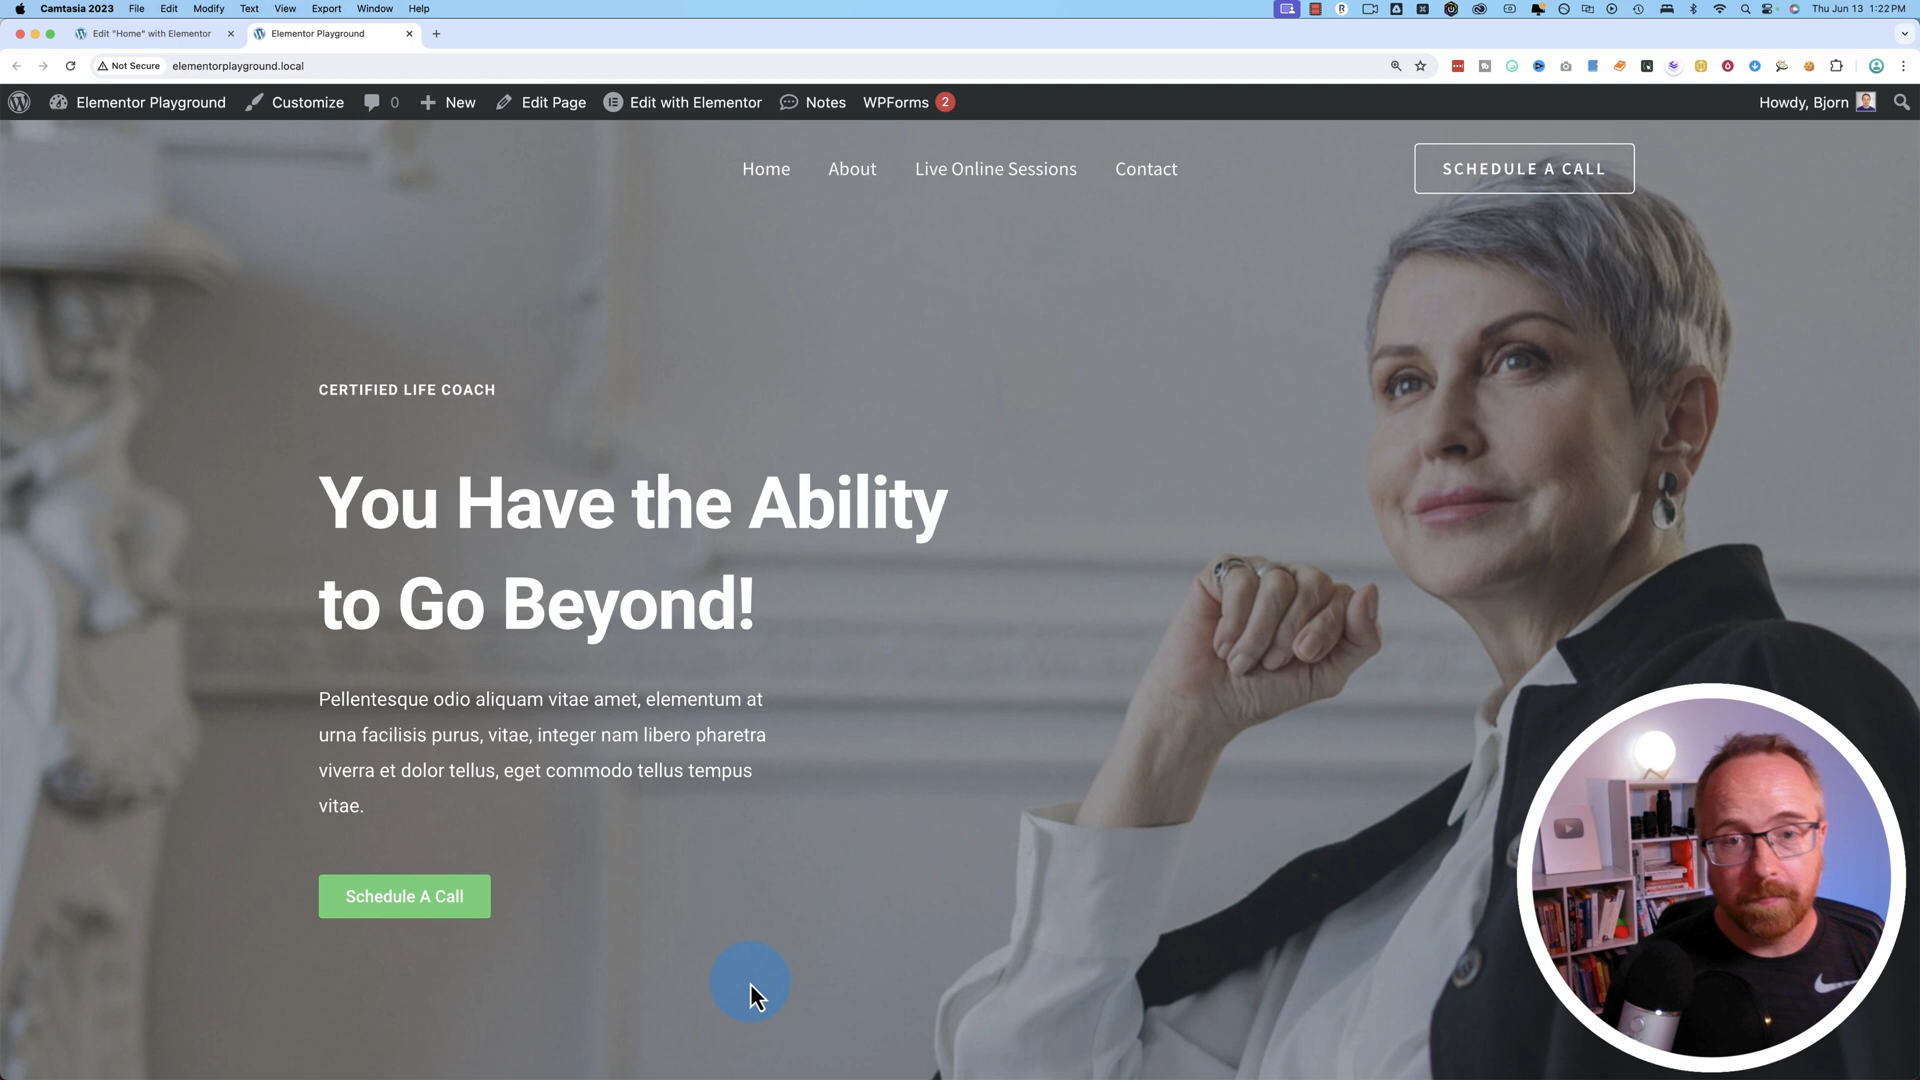 Camtasia 2023 File Edit Modify Text View Export Window Help Thu Jun 13 1:22 PM
Edit "Home" with Elementor Elementor Playground
Not Secure elementorplayground.local
Elementor Playground Customize 0 New Edit Page Edit with Elementor Notes WPForms 2 Howdy, Bjorn
Home About Live Online Sessions Contact SCHEDULE A CALL
CERTIFIED LIFE COACH
You Have the Ability
to Go Beyond!
Pellentesque odio aliquam vitae amet, elementum at
urna facilisis purus, vitae, integer nam libero pharetra
viverra et dolor tellus, eget commodo tellus tempus
vitae.
Schedule A Call